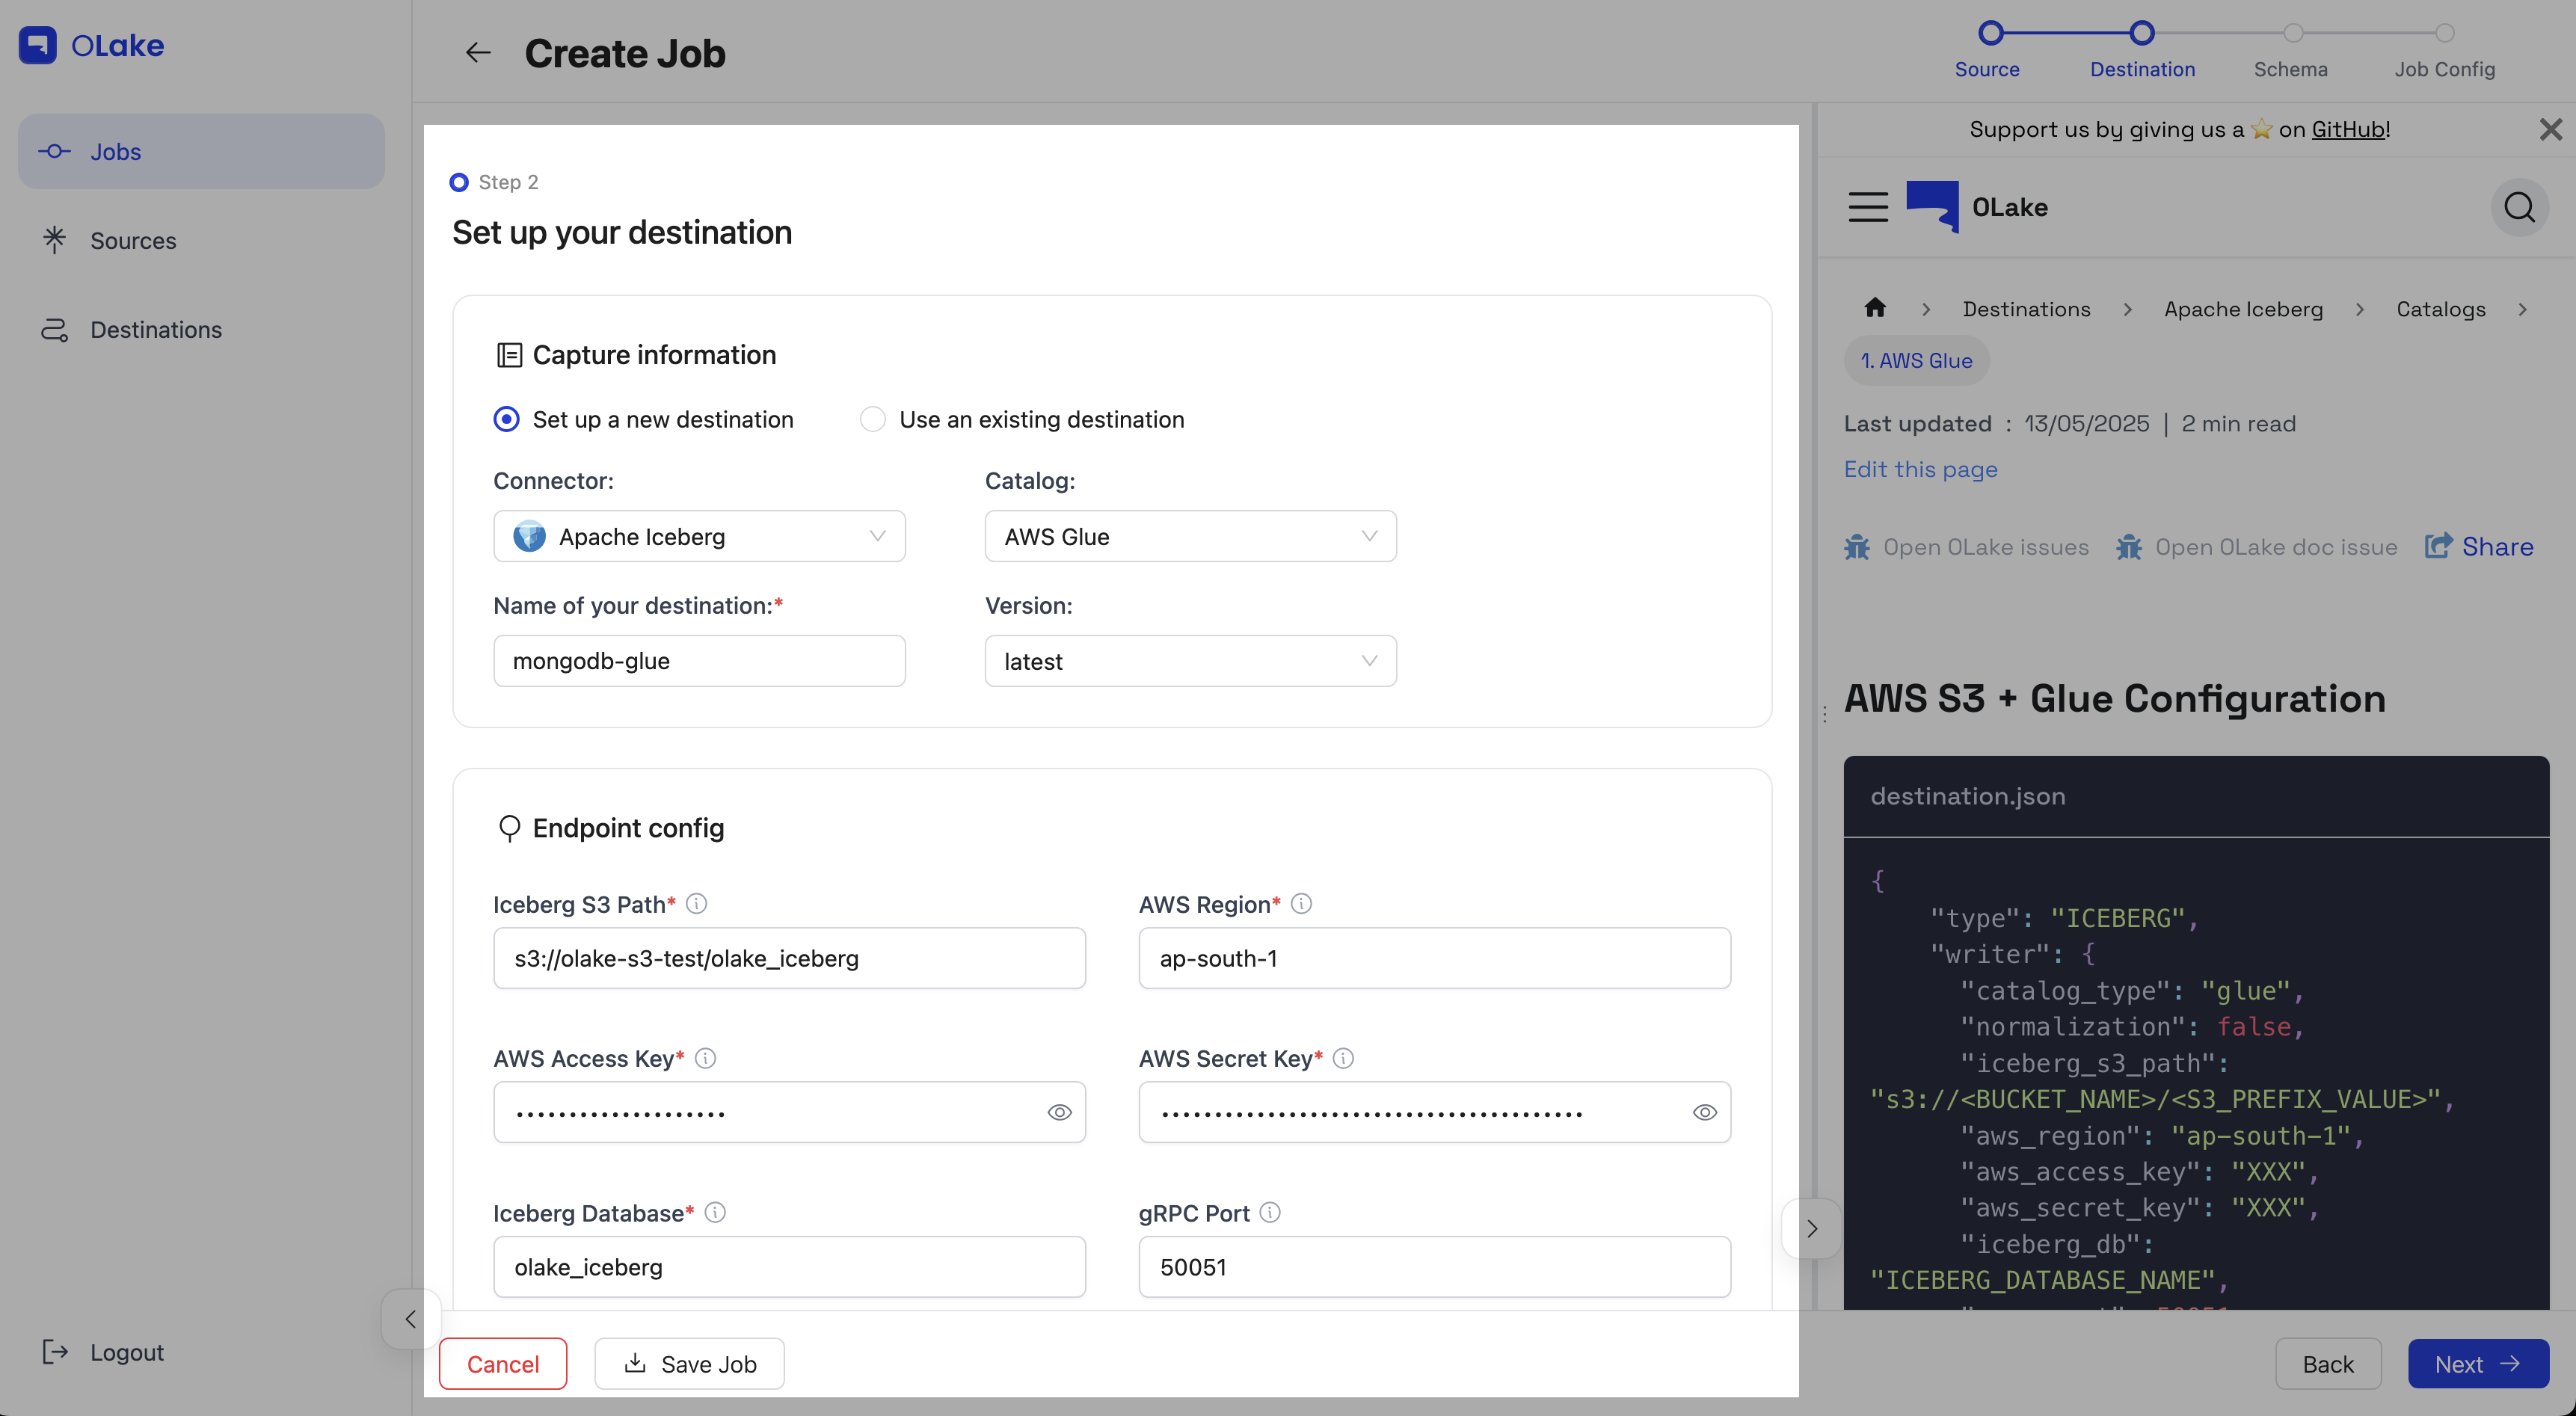 OLake
Jobs
Sources
Destinations
Logout
Create Job
Source
Destination
Schema
Job Config
Step 2
Set up your destination
Capture information
Set up a new destination
Use an existing destination
Connector:
Catalog:
Apache Iceberg
AWS Glue
Name of your destination:*
Version:
mongodb-glue
latest
Endpoint config
Iceberg S3 Path*
AWS Region*
s3://olake-s3-test/olake_iceberg
ap-south-1
AWS Access Key*
AWS Secret Key*
Iceberg Database*
gRPC Port
olake_iceberg
50051
Cancel
Save Job
Support us by giving us a ⭐ on GitHub!
OLake
Destinations
Apache Iceberg
Catalogs
1. AWS Glue
Last updated : 13/05/2025 | 2 min read
Edit this page
Open OLake issues
Open OLake doc issue
Share
AWS S3 + Glue Configuration
destination.json
{
"type": "ICEBERG",
"writer": {
"catalog_type": "glue",
"normalization": false,
"iceberg_s3_path":
"s3://<BUCKET_NAME>/<S3_PREFIX_VALUE>",
"aws_region": "ap-south-1",
"aws_access_key": "XXX",
"aws_secret_key": "XXX",
"iceberg_db":
"ICEBERG_DATABASE_NAME",
Back
Next